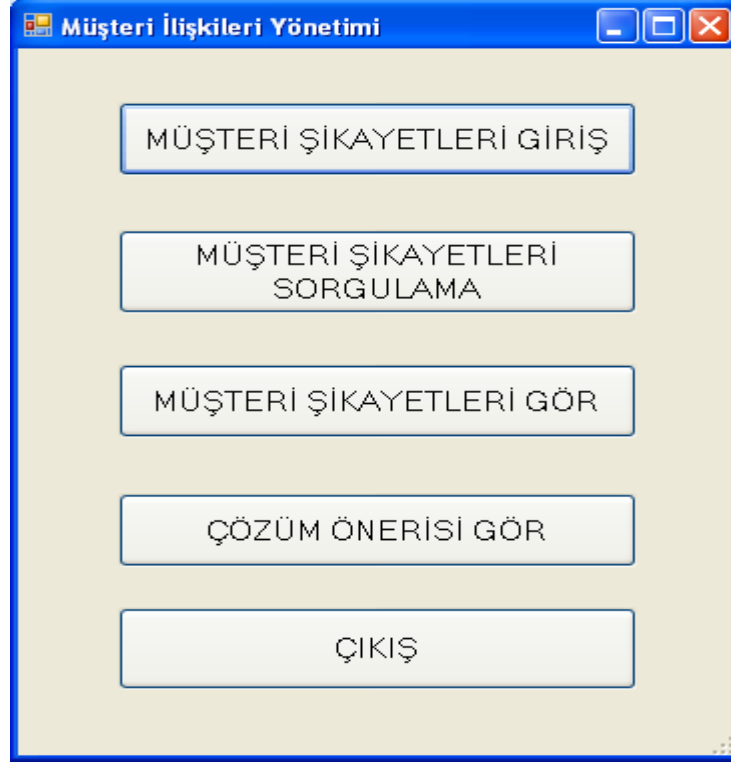 Müşteri İlişkileri Yönetimi
MÜŞTERİ ŞİKAYETLERİ GİRİŞ
MÜŞTERİ ŞİKAYETLERİ
SORGULAMA
MÜŞTERİ ŞİKAYETLERİ GÖR
ÇÖZÜM ÖNERİSİ GÖR
ÇIKIŞ